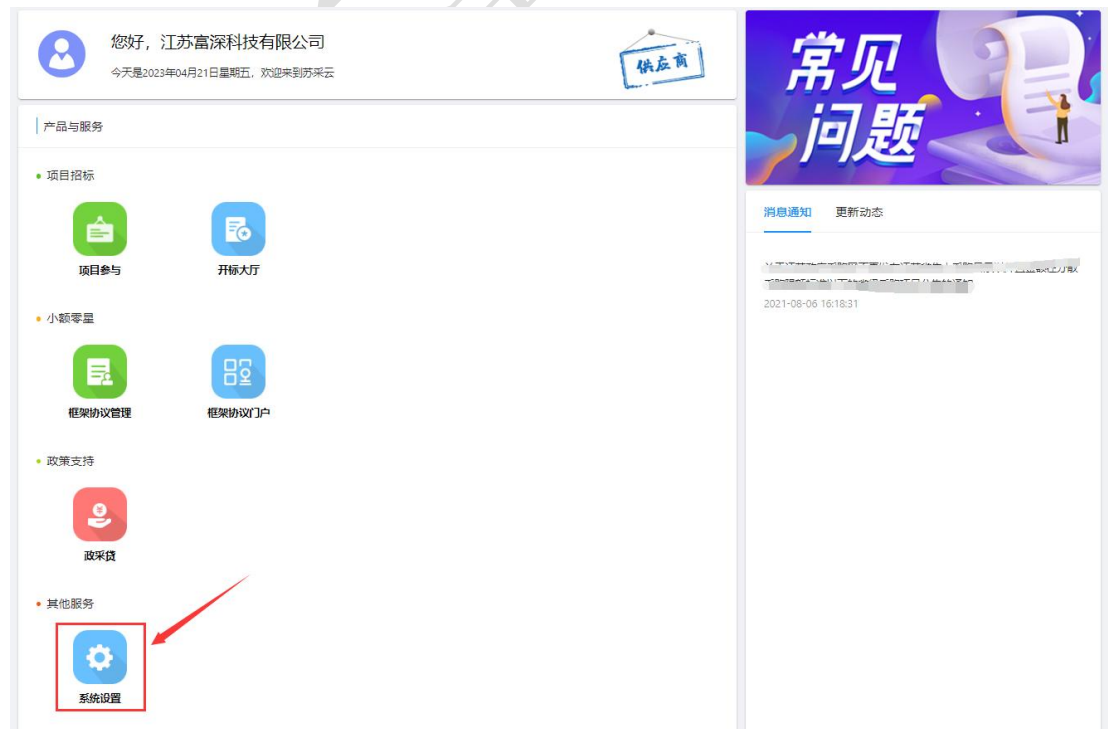 您好，江苏富深科技有限公司
今天是2023年04月21日星期五，欢迎来到苏采云
供应商
产品与服务
项目招标
项目参与
开标大厅
小额零星
框架协议管理
框架协议门户
政策支持
政采贷
其他服务
系统设置
常见
问题
消息通知
更新动态
2021-08-06 16:18:31